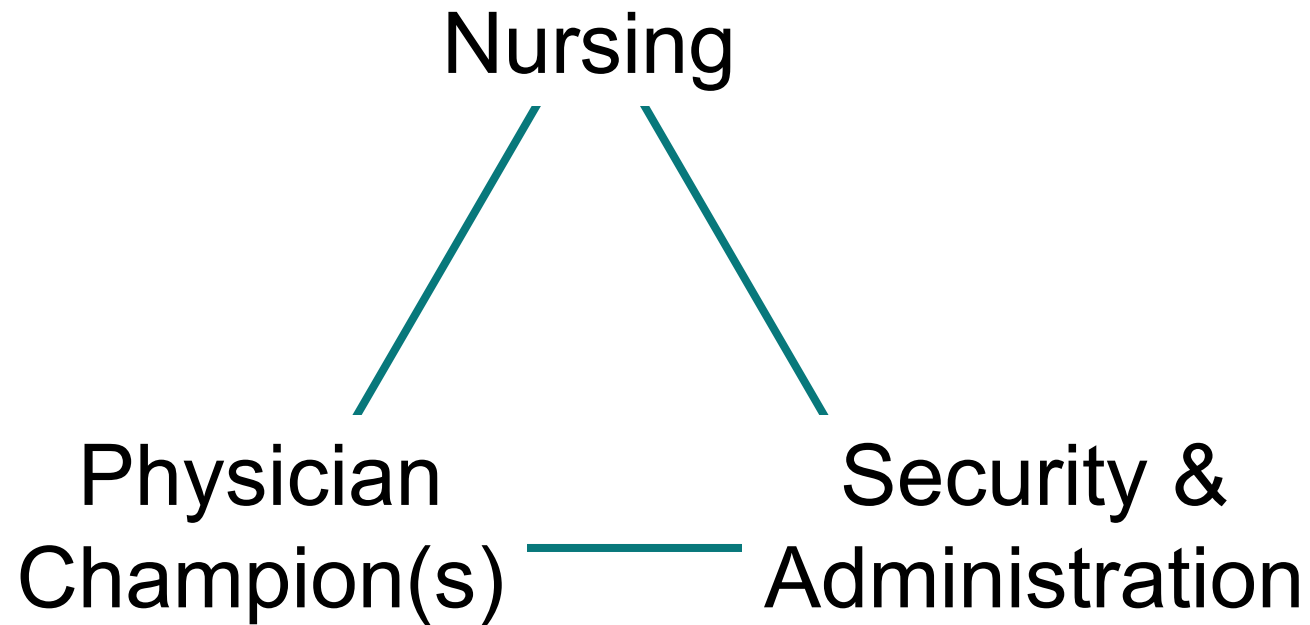 Nursing
Physician
Champion(s)
Security &
Administration